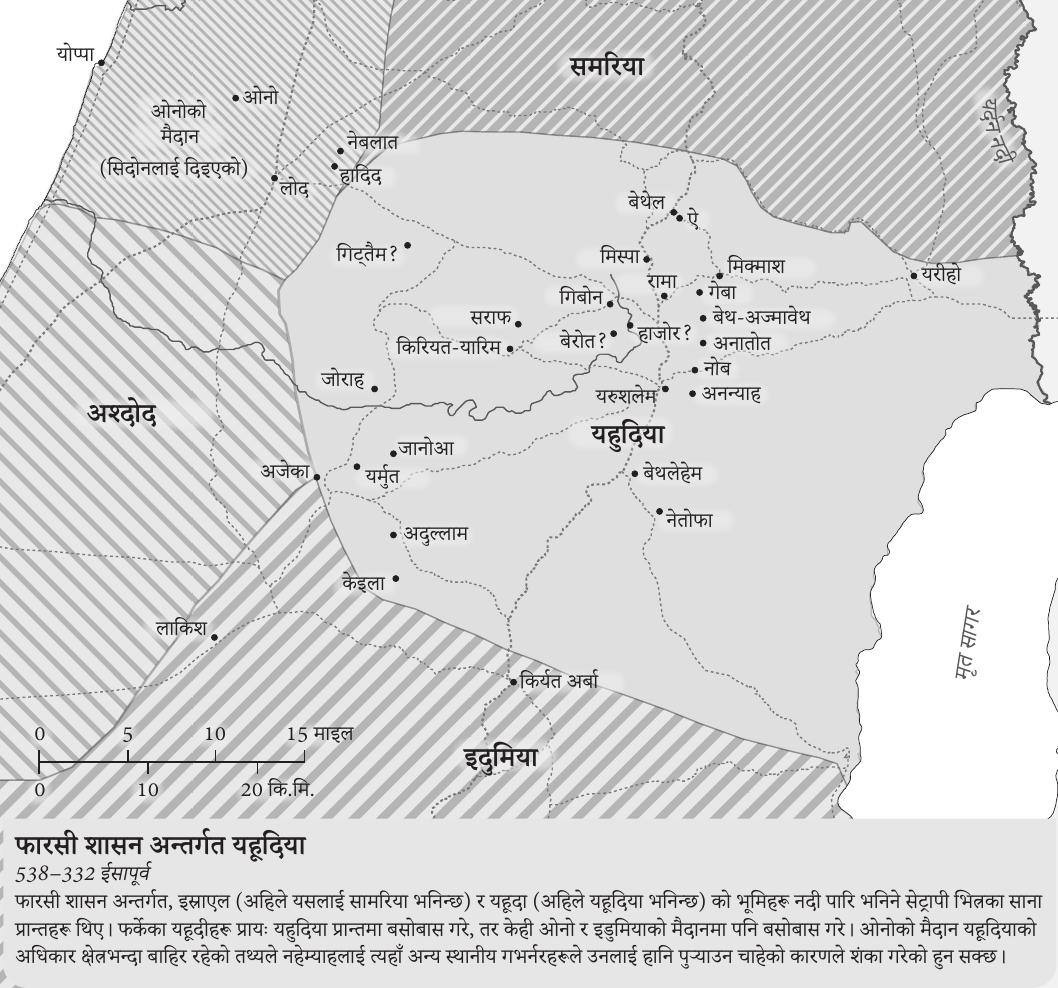 योप्पा
समरिया
ओनो
ओनोको
मैदान
(सिदोनलाई दिइएको)
यर्दन नदी
नेबलात
हादिद
लोद
बेथेल
ऐ
गिट्तैम?
मिस्पा
मिक्माश
यरीहो
रामा
गेबा
गिबोन
सराफ
बेथ-अज्मावेथ
हाजोर?
बेरोत?
किरियत-यारिम
अनातोत
नोब
जोराह
यरुशलेम
अनन्याह
अश्दोद
यहुदिया
जानोआ
अजेका
यर्मुत
बेथलेहेम
नेतोफा
अदुल्लाम
केइला
लाकिश
मृत सागर
किर्यत अर्बा
इदुमिया
0 5 10 15 माइल
0 10 20 कि.मि.
फारसी शासन अन्तर्गत यहूदिया
538–332 ईसापूर्व
फारसी शासन अन्तर्गत, इस्राएल (अहिले यसलाई सामरिया भनिन्छ) र यहूदा (अहिले यहूदिया भनिन्छ) को भूमिहरू नदी पारि भनिने सेट्रापी भित्रका साना
प्रान्तहरू थिए। फर्केका यहूदीहरू प्रायः यहुदिया प्रान्तमा बसोबास गरे, तर केही ओनो र इडुमियाको मैदानमा पनि बसोबास गरे। ओनोको मैदान यहूदियाको
अधिकार क्षेत्रभन्दा बाहिर रहेको तथ्यले नहेम्याहलाई त्यहाँ अन्य स्थानीय गभर्नरहरूले उनलाई हानि पुऱ्याउन चाहेको कारणले शंका गरेको हुन सक्छ।